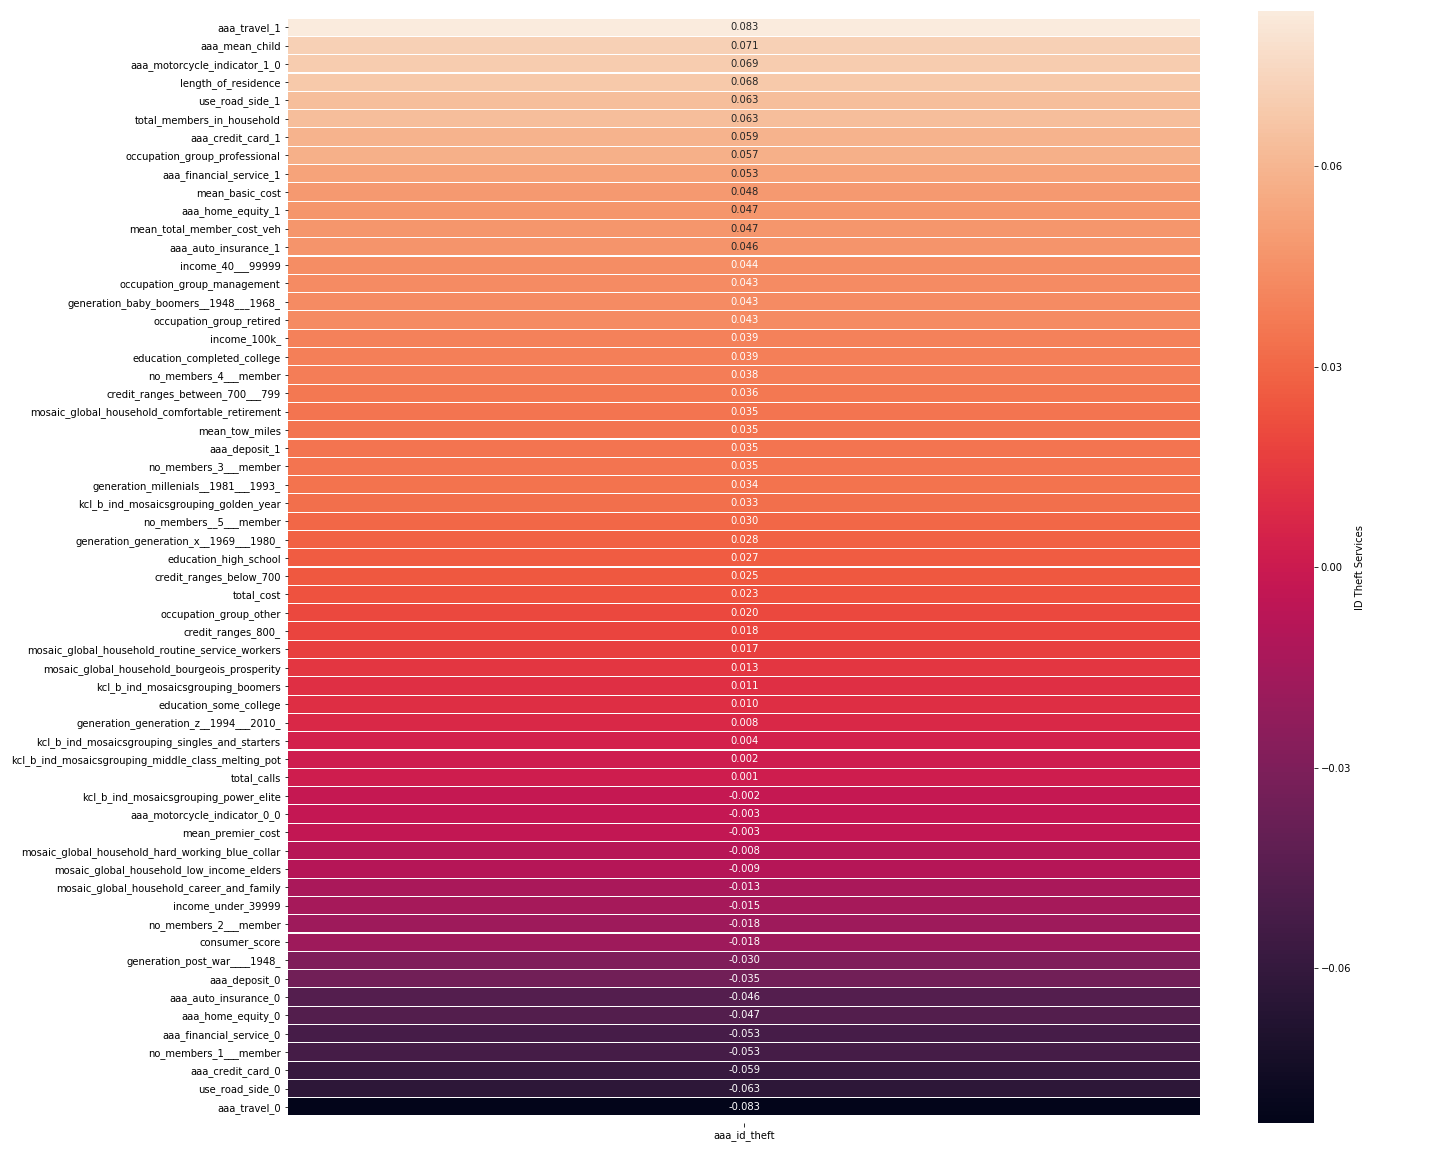 aaa_travel_1 0.083
aaa_mean_child 0.071
aaa_motorcycle_indicator_1_0 0.069
length_of_residence 0.068
use_road_side_1 0.063
total_members_in_household 0.063
aaa_credit_card_1 0.059
occupation_group_professional 0.057
aaa_financial_service_1 0.053
mean_basic_cost 0.048
aaa_home_equity_1 0.047
mean_total_member_cost_veh 0.047
aaa_auto_insurance_1 0.046
income_40___99999 0.044
occupation_group_management 0.043
generation_baby_boomers__1948___1968_ 0.043
occupation_group_retired 0.043
income_100k_ 0.039
education_completed_college 0.039
no_members_4___member 0.038
credit_ranges_between_700___799 0.036
mosaic_global_household_comfortable_retirement 0.035
mean_tow_miles 0.035
aaa_deposit_1 0.035
no_members_3___member 0.035
generation_millenials__1981___1993_ 0.034
kcl_b_ind_mosaicsgrouping_golden_year 0.033
no_members__5___member 0.030
generation_generation_x__1969___1980_ 0.028
education_high_school 0.027
credit_ranges_below_700 0.025
total_cost 0.023
occupation_group_other 0.020
credit_ranges_800_ 0.018
mosaic_global_household_routine_service_workers 0.017
mosaic_global_household_bourgeois_prosperity 0.013
kcl_b_ind_mosaicsgrouping_boomers 0.011
education_some_college 0.010
generation_generation_z__1994___2010_ 0.008
kcl_b_ind_mosaicsgrouping_singles_and_starters 0.004
kcl_b_ind_mosaicsgrouping_middle_class_melting_pot 0.002
total_calls 0.001
kcl_b_ind_mosaicsgrouping_power_elite -0.002
aaa_motorcycle_indicator_0_0 -0.003
mean_premier_cost -0.003
mosaic_global_household_hard_working_blue_collar -0.008
mosaic_global_household_low_income_elders -0.009
mosaic_global_household_career_and_family -0.013
income_under_39999 -0.015
no_members_2___member -0.018
consumer_score -0.018
generation_post_war____1948_ -0.030
aaa_deposit_0 -0.035
aaa_auto_insurance_0 -0.046
aaa_home_equity_0 -0.047
aaa_financial_service_0 -0.053
no_members_1___member -0.053
aaa_credit_card_0 -0.059
use_road_side_0 -0.063
aaa_travel_0 -0.083
aaa_id_theft
0.06
0.03
0.00
−0.03
−0.06
ID Theft Services